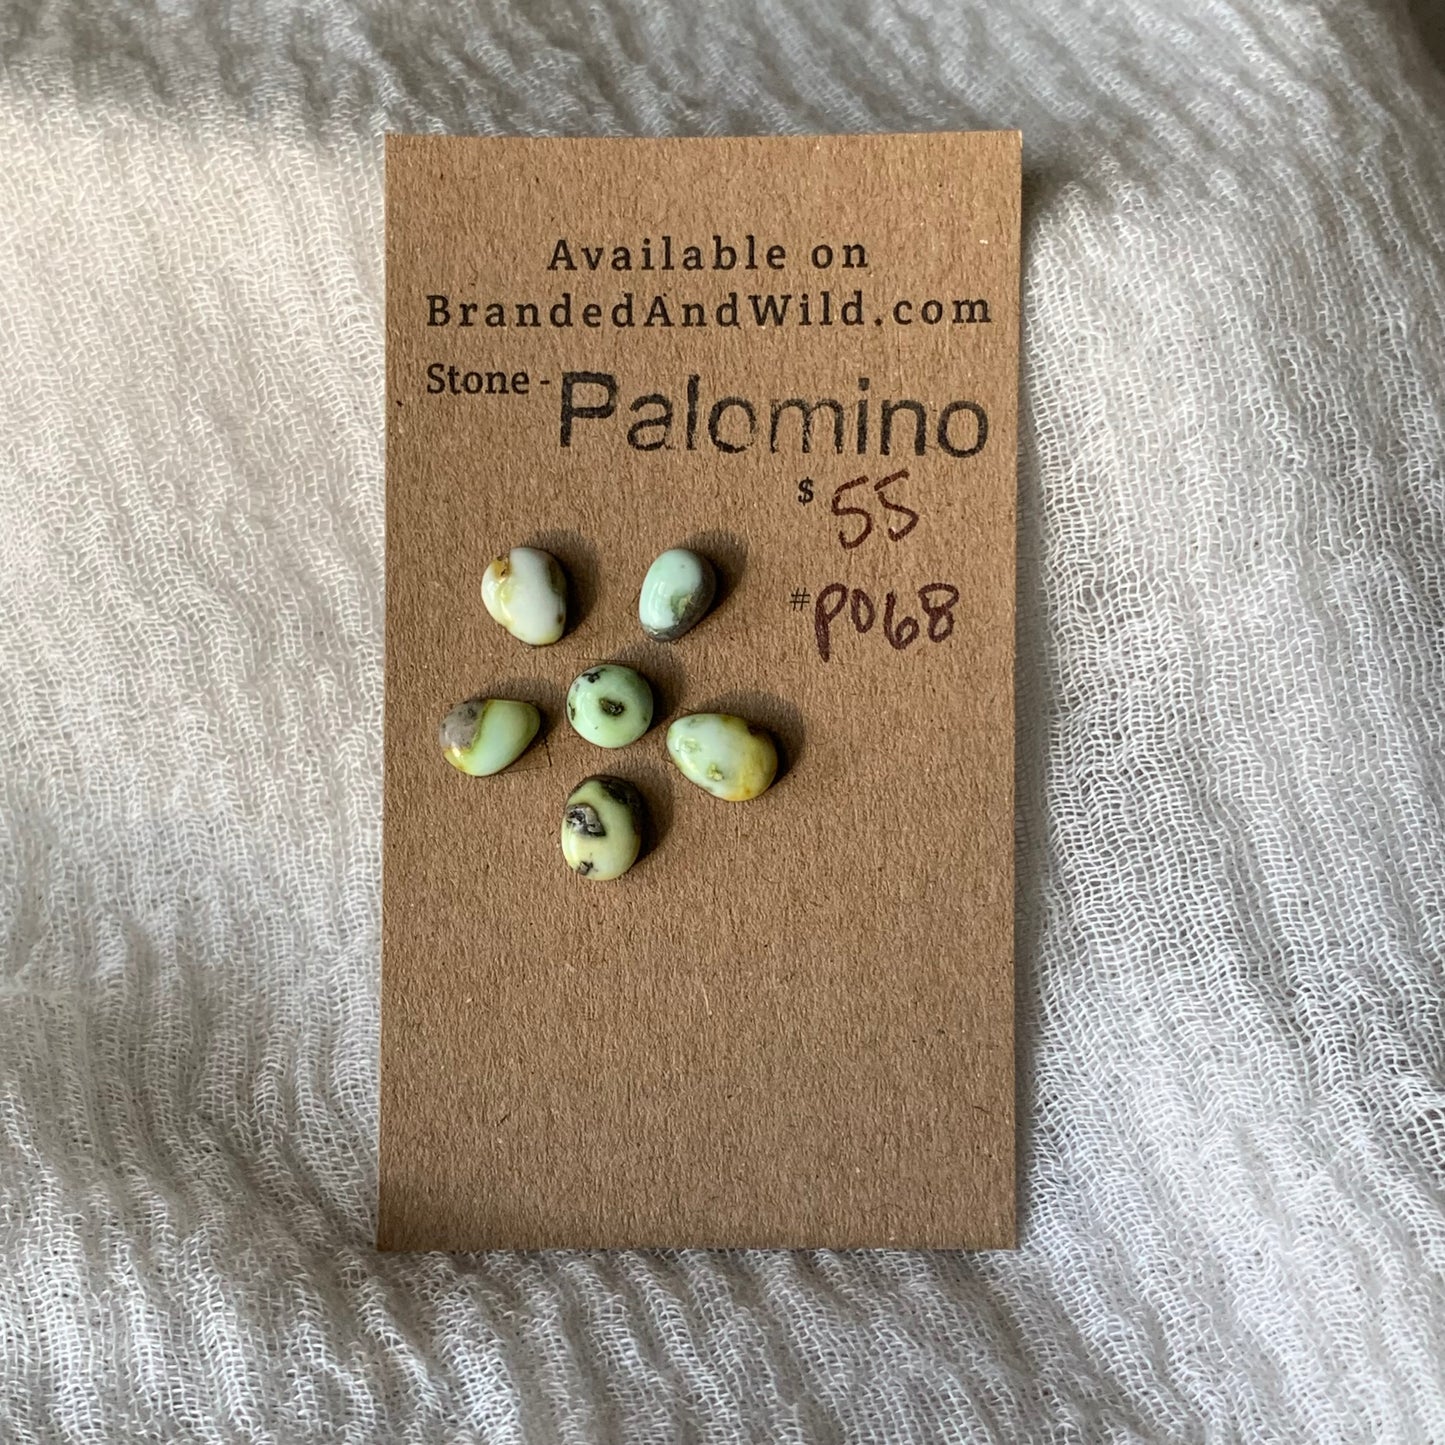 Available on
BrandedAndWild.com
Stone - Palomino
$ 55
# P068